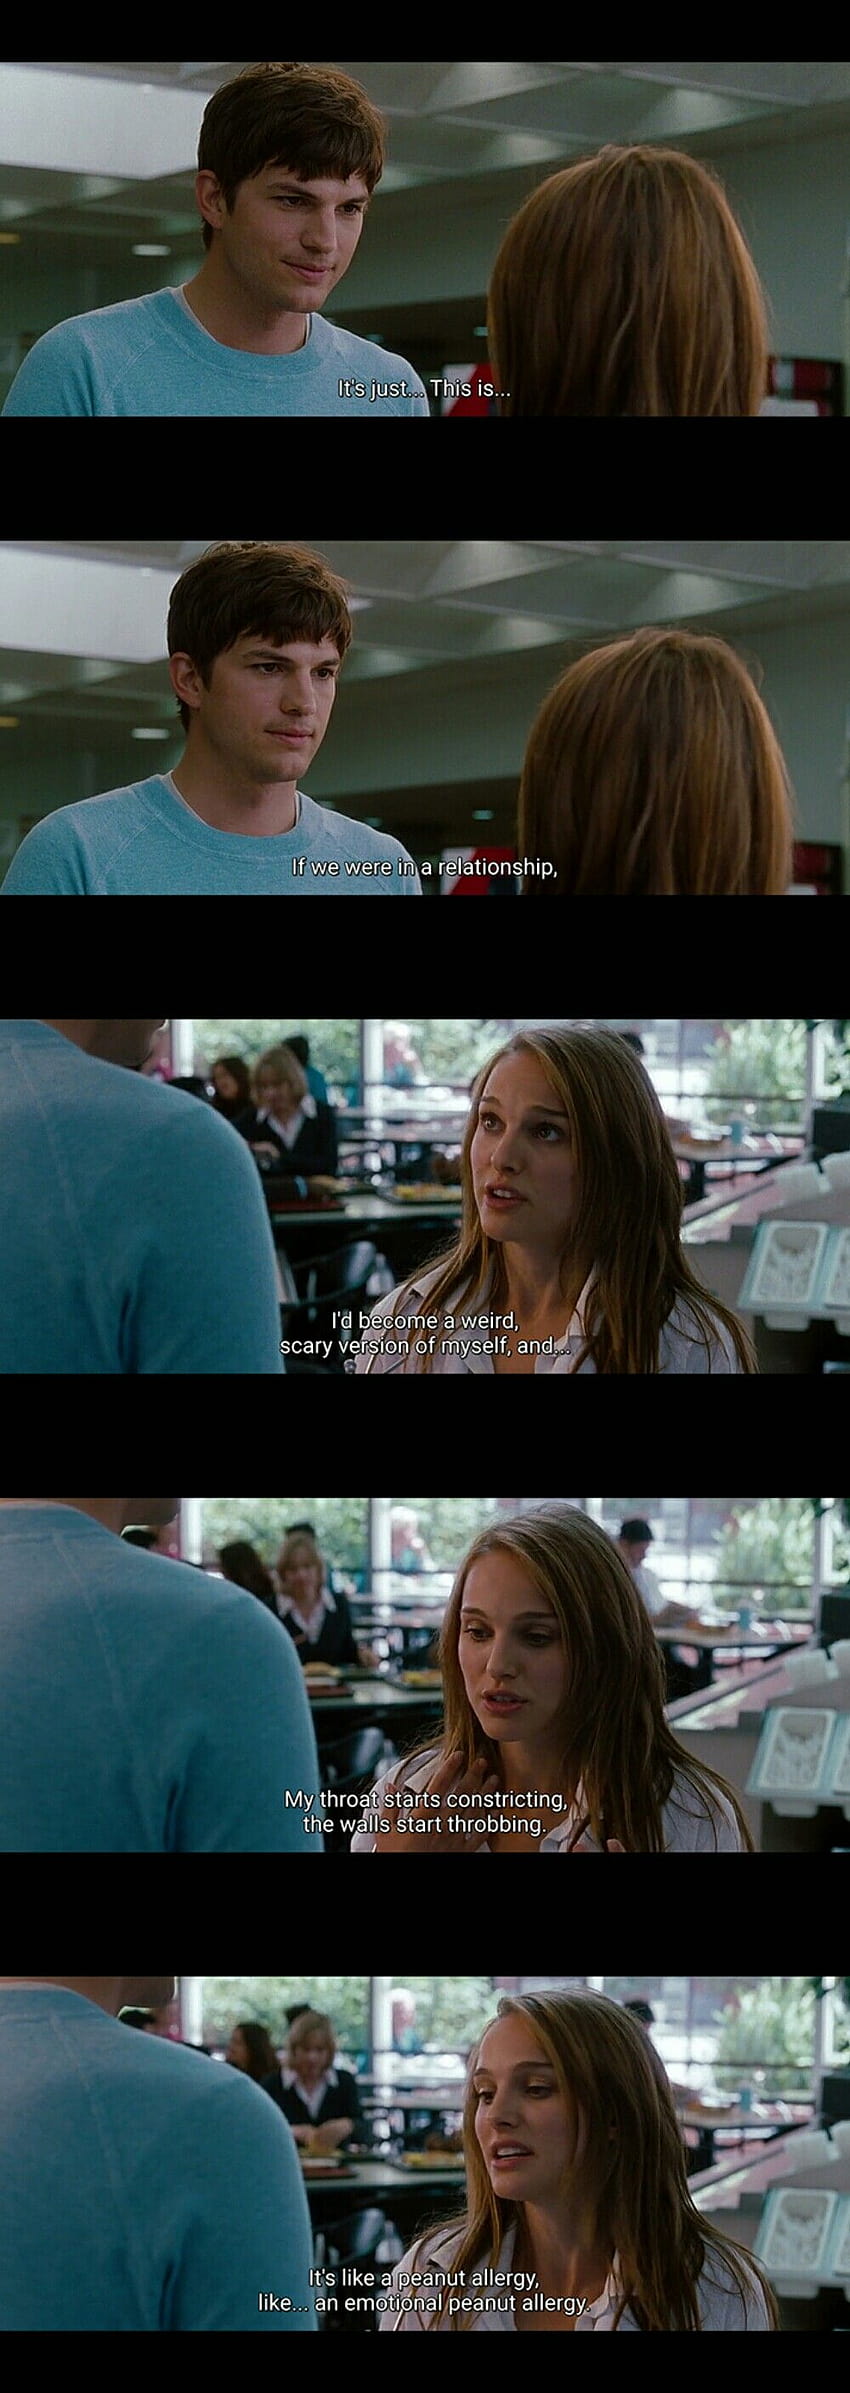 It's just... This is...
If we were in a relationship,
I'd become a weird,
scary version of myself, and...
My throat starts constricting,
the walls start throbbing.
It's like a peanut allergy,
like... an emotional peanut allergy.